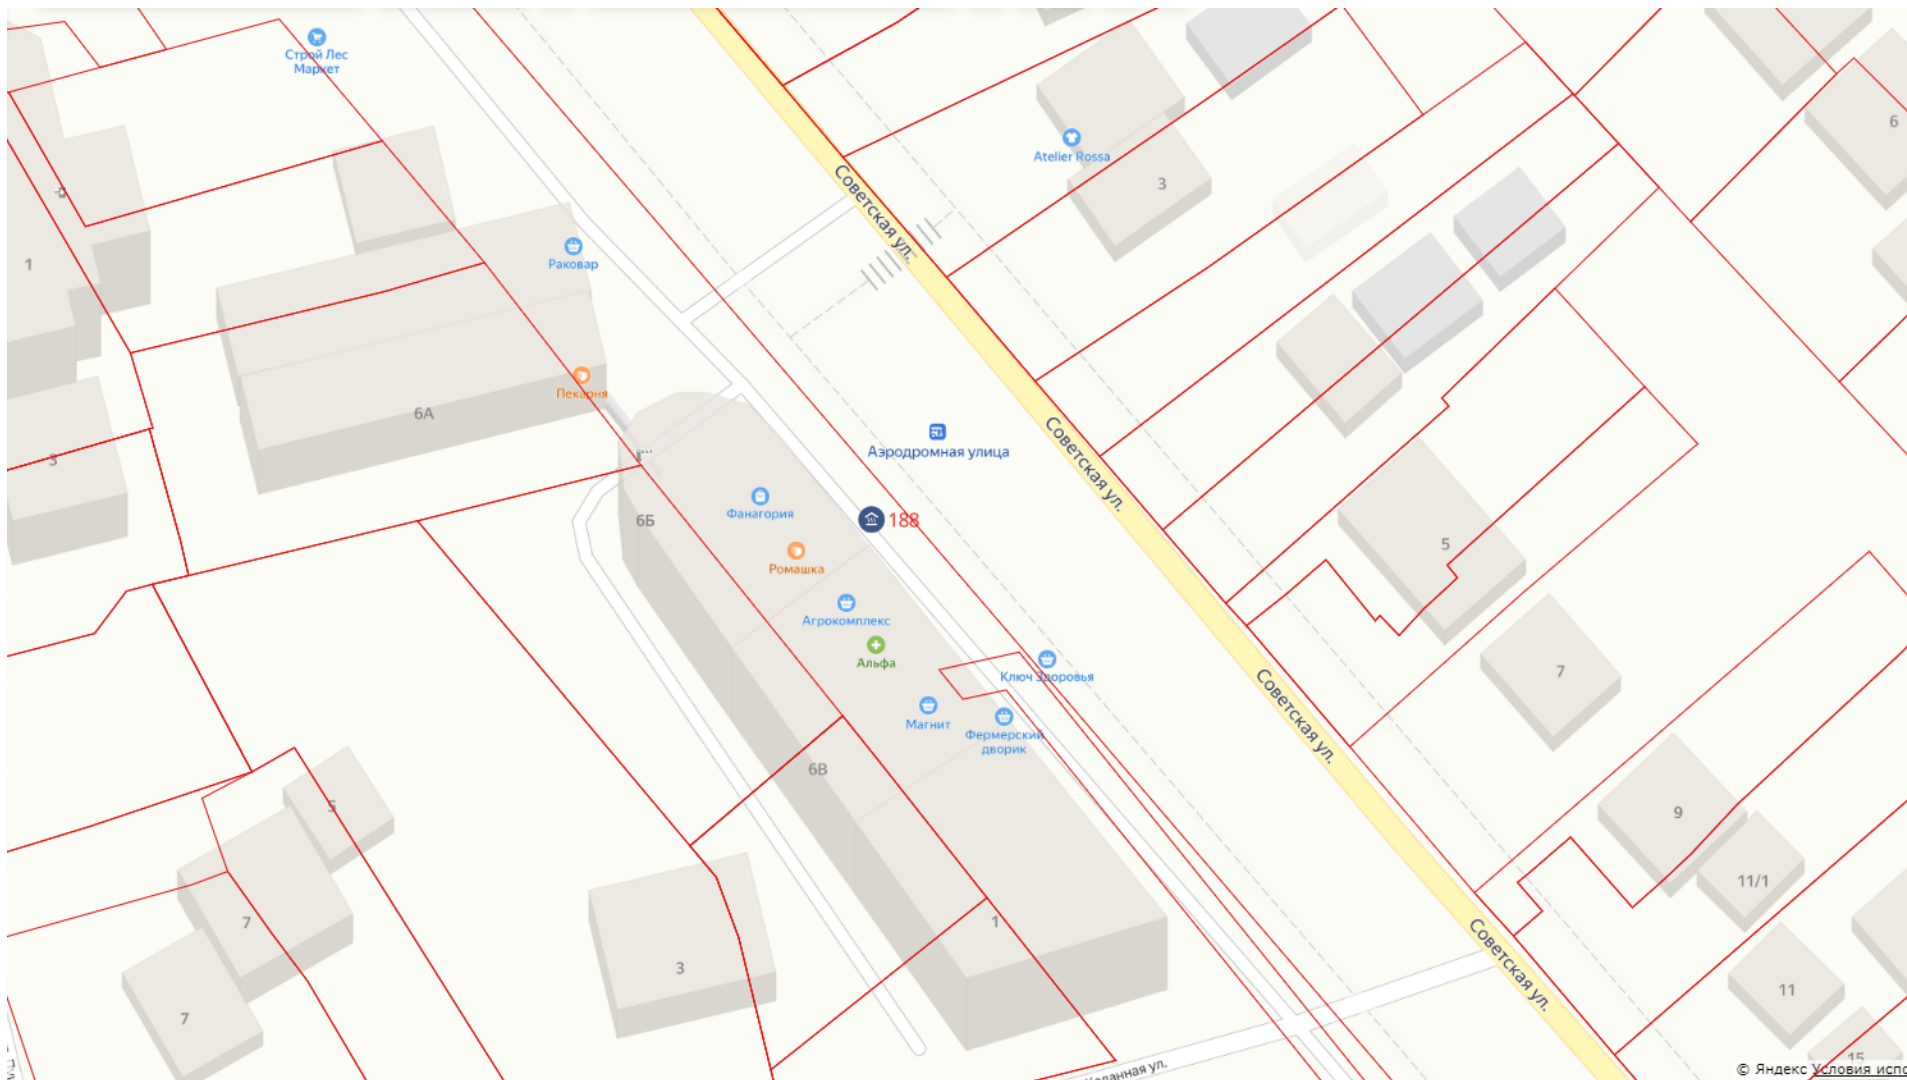 Строй Лес
Маркет
Atelier Rossa
3
6
Советская ул.
1
Раковар
Пекарня
6А
3
Аэродромная улица
Советская ул.
Фанагория
188
6Б
5
Ромашка
Агрокомплекс
Альфа
Ключ Здоровья
7
Советская ул.
Магнит
Фермерский
дворик
6В
5
9
11/1
7
1
3
Советская ул.
11
7
15
© Яндекс Условия испо